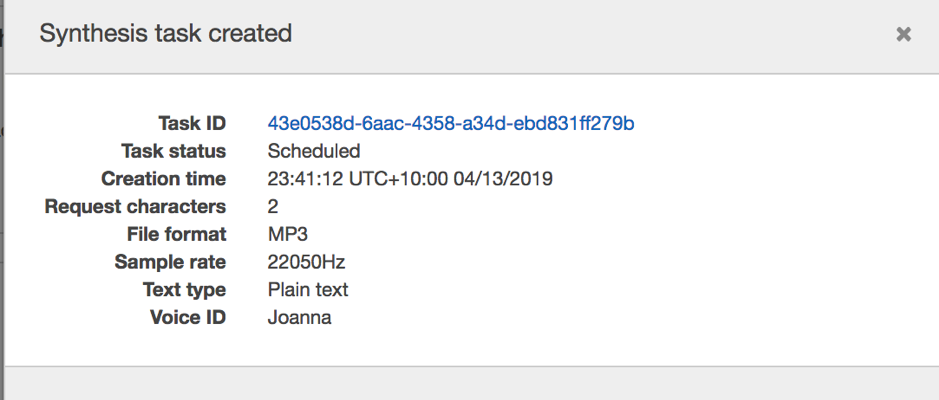 Synthesis task created
Task ID 43e0538d-6aac-4358-a34d-ebd831ff279b
Task status Scheduled
Creation time 23:41:12 UTC+10:00 04/13/2019
Request characters 2
File format MP3
Sample rate 22050Hz
Text type Plain text
Voice ID Joanna